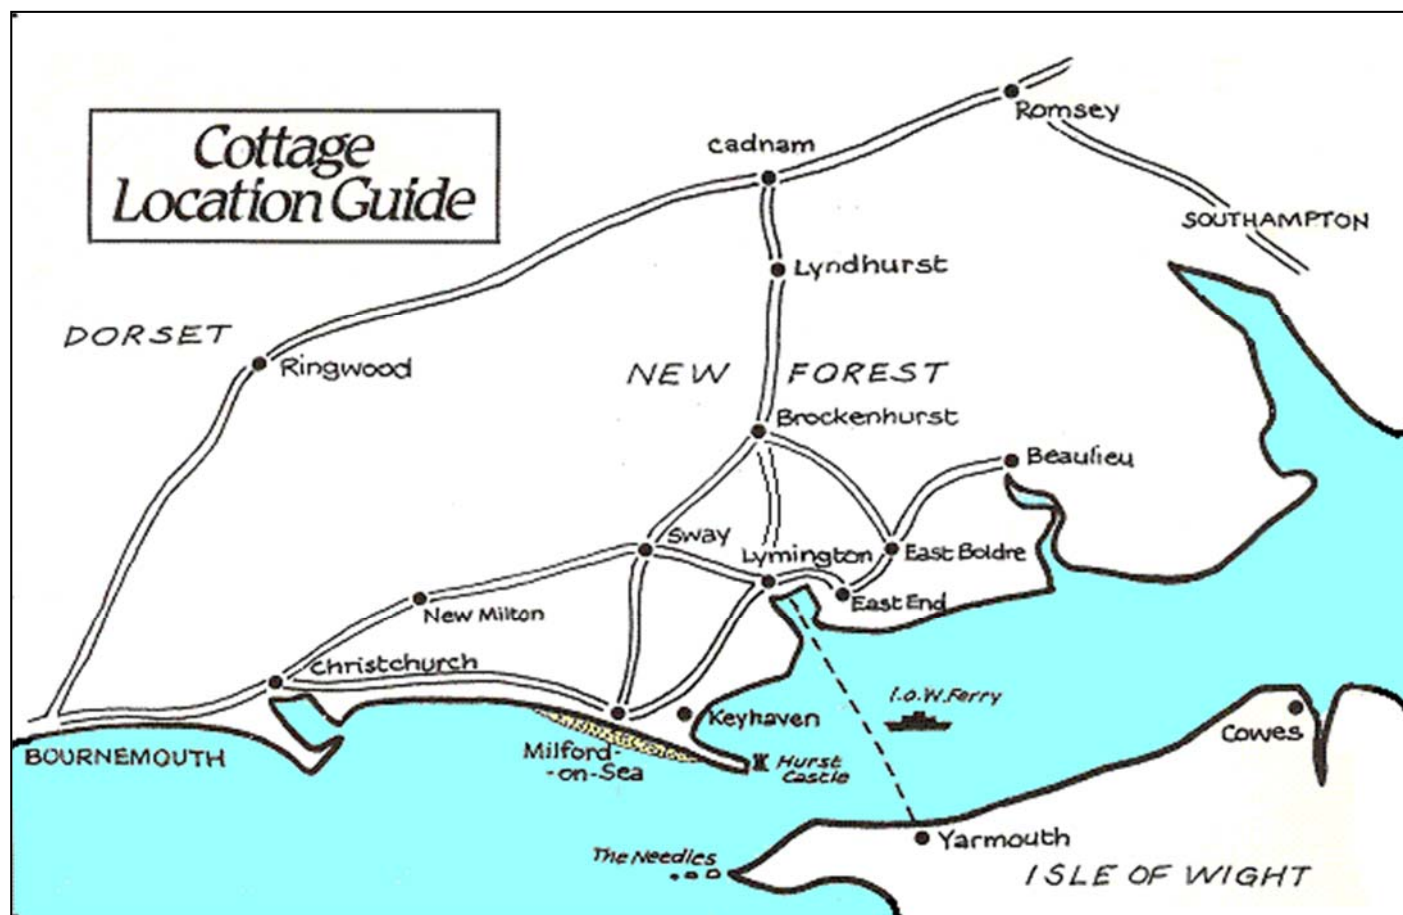 Cottage
Location Guide
Romsey
Cadnam
SOUTHAMPTON
Lyndhurst
DORSET
Ringwood
NEW FOREST
Brockenhurst
Beaulieu
Sway
Lymington
East Boldre
East End
New Milton
Christchurch
I.O.W. Ferry
Keyhaven
Cowes
BOURNEMOUTH
Milford-
-on-Sea
Hurst
Castle
Yarmouth
The Needles
ISLE OF WIGHT